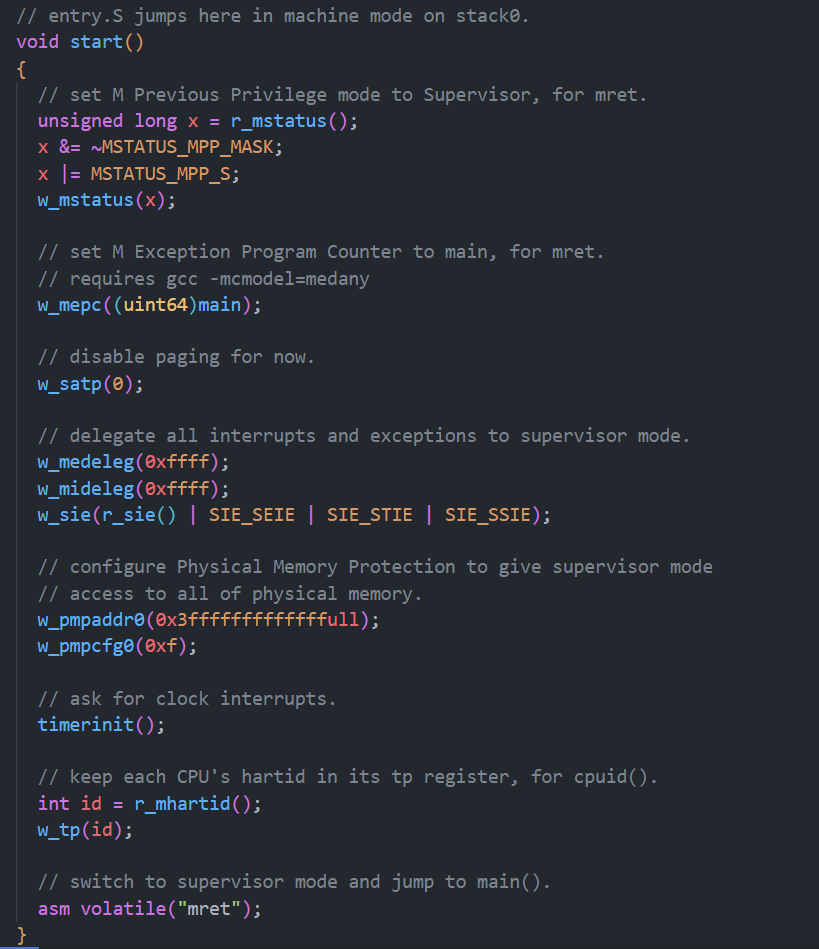 // entry.S jumps here in machine mode on stack0.
void start()
{
  // set M Previous Privilege mode to Supervisor, for mret.
  unsigned long x = r_mstatus();
  x &= ~MSTATUS_MPP_MASK;
  x |= MSTATUS_MPP_S;
  w_mstatus(x);

  // set M Exception Program Counter to main, for mret.
  // requires gcc -mcmodel=medany
  w_mepc((uint64)main);

  // disable paging for now.
  w_satp(0);

  // delegate all interrupts and exceptions to supervisor mode.
  w_medeleg(0xffff);
  w_mideleg(0xffff);
  w_sie(r_sie() | SIE_SEIE | SIE_STIE | SIE_SSIE);

  // configure Physical Memory Protection to give supervisor mode
  // access to all of physical memory.
  w_pmpaddr0(0x3fffffffffffffull);
  w_pmpcfg0(0xf);

  // ask for clock interrupts.
  timerinit();

  // keep each CPU's hartid in its tp register, for cpuid().
  int id = r_mhartid();
  w_tp(id);

  // switch to supervisor mode and jump to main().
  asm volatile("mret");
}